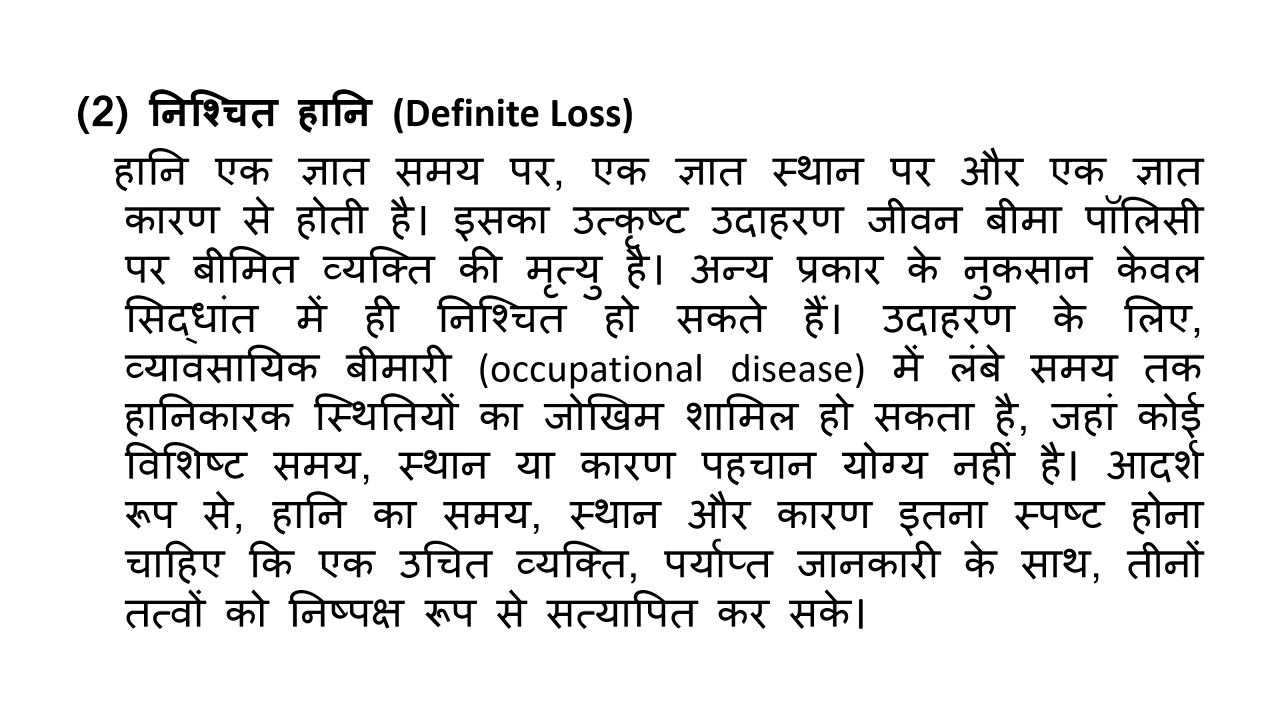 (2) निश्चित हानि (Definite Loss)
हानि एक ज्ञात समय पर, एक ज्ञात स्थान पर और एक ज्ञात
कारण से होती है। इसका उत्कृष्ट उदाहरण जीवन बीमा पॉलिसी
पर बीमित व्यक्ति की मृत्यु है। अन्य प्रकार के नुकसान केवल
सिद्धांत में ही निश्चित हो सकते हैं। उदाहरण के लिए,
व्यावसायिक बीमारी (occupational disease) में लंबे समय तक
हानिकारक स्थितियों का जोखिम शामिल हो सकता है, जहां कोई
विशिष्ट समय, स्थान या कारण पहचान योग्य नहीं है। आदर्श
रूप से, हानि का समय, स्थान और कारण इतना स्पष्ट होना
चाहिए कि एक उचित व्यक्ति, पर्याप्त जानकारी के साथ, तीनों
तत्वों को निष्पक्ष रूप से सत्यापित कर सके।